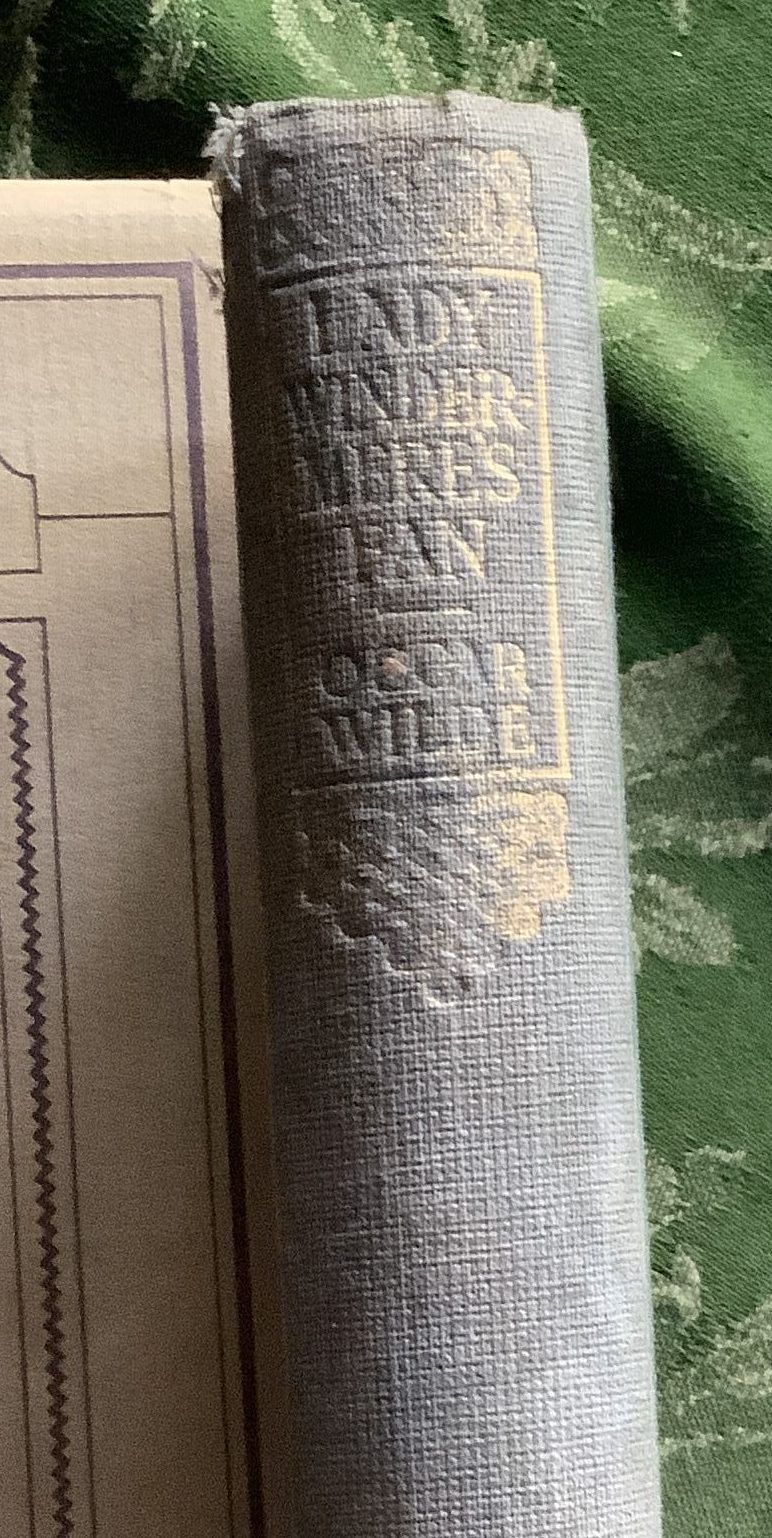 LADY
WINDER-
MERE'S
FAN
OSCAR
WILDE